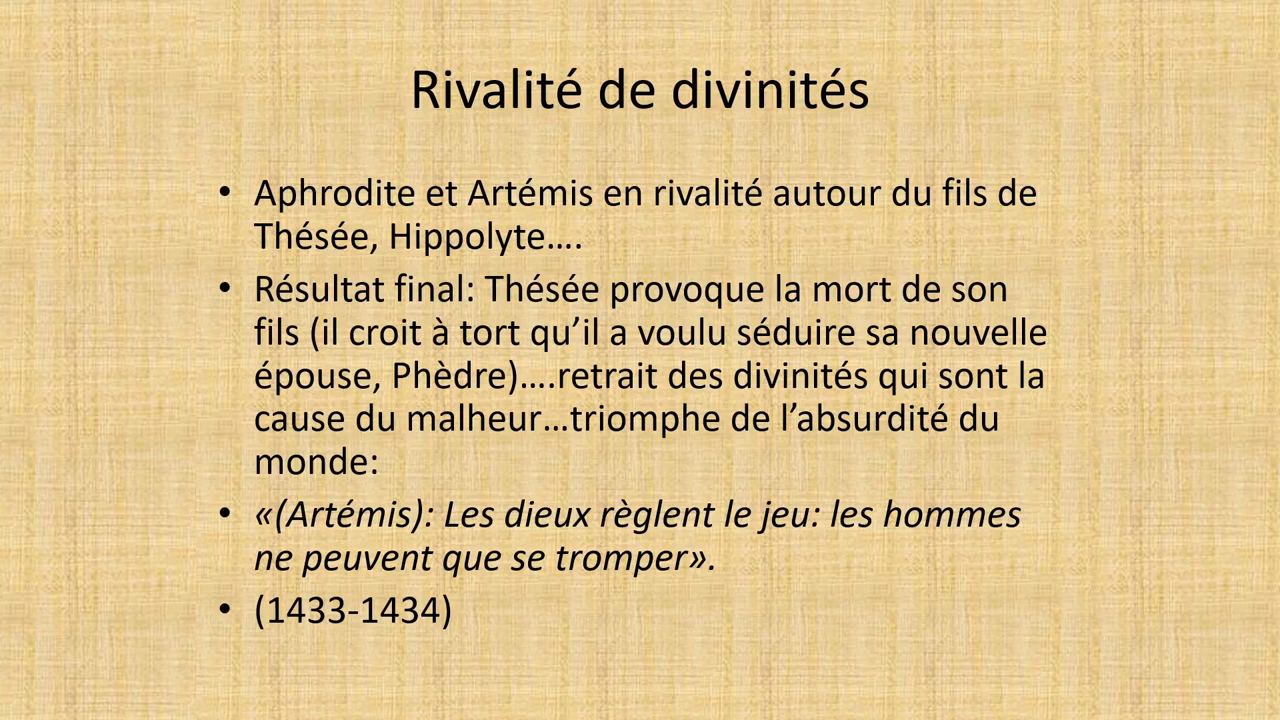 Rivalité de divinités
• Aphrodite et Artémis en rivalité autour du fils de
Thésée, Hippolyte….
• Résultat final: Thésée provoque la mort de son
fils (il croit à tort qu’il a voulu séduire sa nouvelle
épouse, Phèdre)….retrait des divinités qui sont la
cause du malheur…triomphe de l’absurdité du
monde:
• «(Artémis): Les dieux règlent le jeu: les hommes
ne peuvent que se tromper».
• (1433-1434)